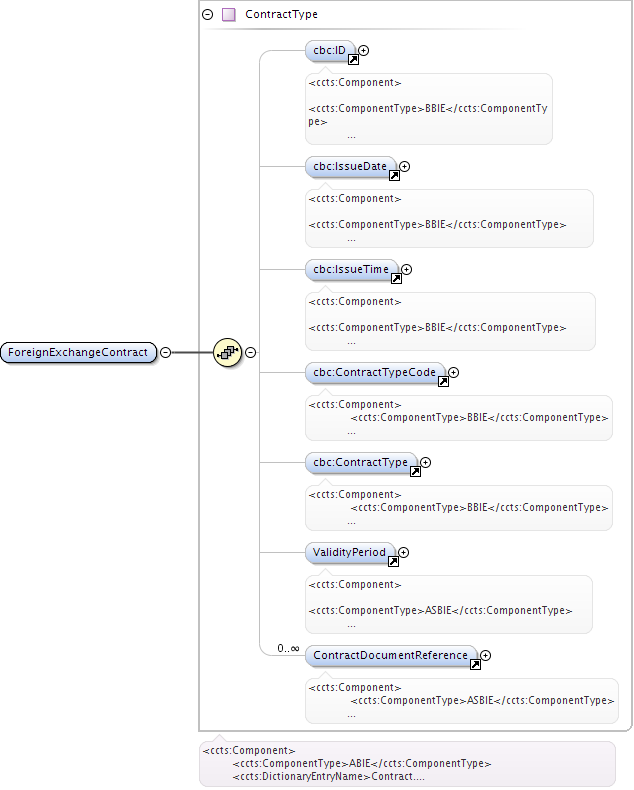 ContractType
cbc:ID
<ccts:Component>
<ccts:ComponentType>BBIE</ccts:ComponentTy
pe>
...
cbc:IssueDate
<ccts:Component>
<ccts:ComponentType>BBIE</ccts:ComponentType>
...
cbc:IssueTime
<ccts:Component>
<ccts:ComponentType>BBIE</ccts:ComponentType>
...
ForeignExchangeContract
cbc:ContractTypeCode
<ccts:Component>
<ccts:ComponentType>BBIE</ccts:ComponentType>
...
cbc:ContractType
<ccts:Component>
<ccts:ComponentType>BBIE</ccts:ComponentType>
...
ValidityPeriod
<ccts:Component>
<ccts:ComponentType>ASBIE</ccts:ComponentType>
...
0..∞
ContractDocumentReference
<ccts:Component>
<ccts:ComponentType>ASBIE</ccts:ComponentType>
...
<ccts:Component>
<ccts:ComponentType>ABIE</ccts:ComponentType>
<ccts:DictionaryEntryName>Contract....